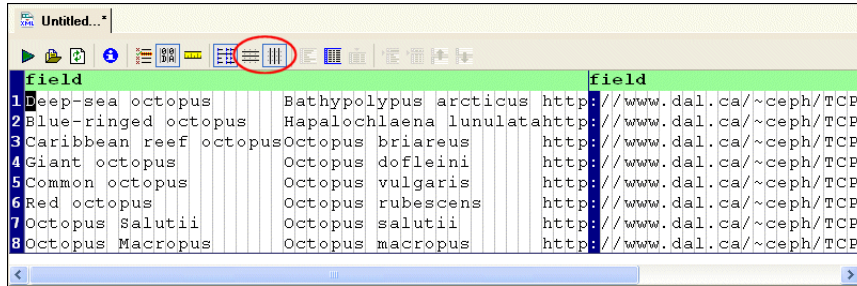 Untitled...*
field field
1 Deep-sea octopus Bathypolypus arcticus http://www.dal.ca/~ceph/TCP
2 Blue-ringed octopus Hapalochlaena lunulatahttp://www.dal.ca/~ceph/TCP
3 Caribbean reef octopusOctopus briareus http://www.dal.ca/~ceph/TCP
4 Giant octopus Octopus dofleini http://www.dal.ca/~ceph/TCP
5 Common octopus Octopus vulgaris http://www.dal.ca/~ceph/TCP
6 Red octopus Octopus rubescens http://www.dal.ca/~ceph/TCP
7 Octopus Salutii Octopus salutii http://www.dal.ca/~ceph/TCP
8 Octopus Macropus Octopus macropus http://www.dal.ca/~ceph/TCP